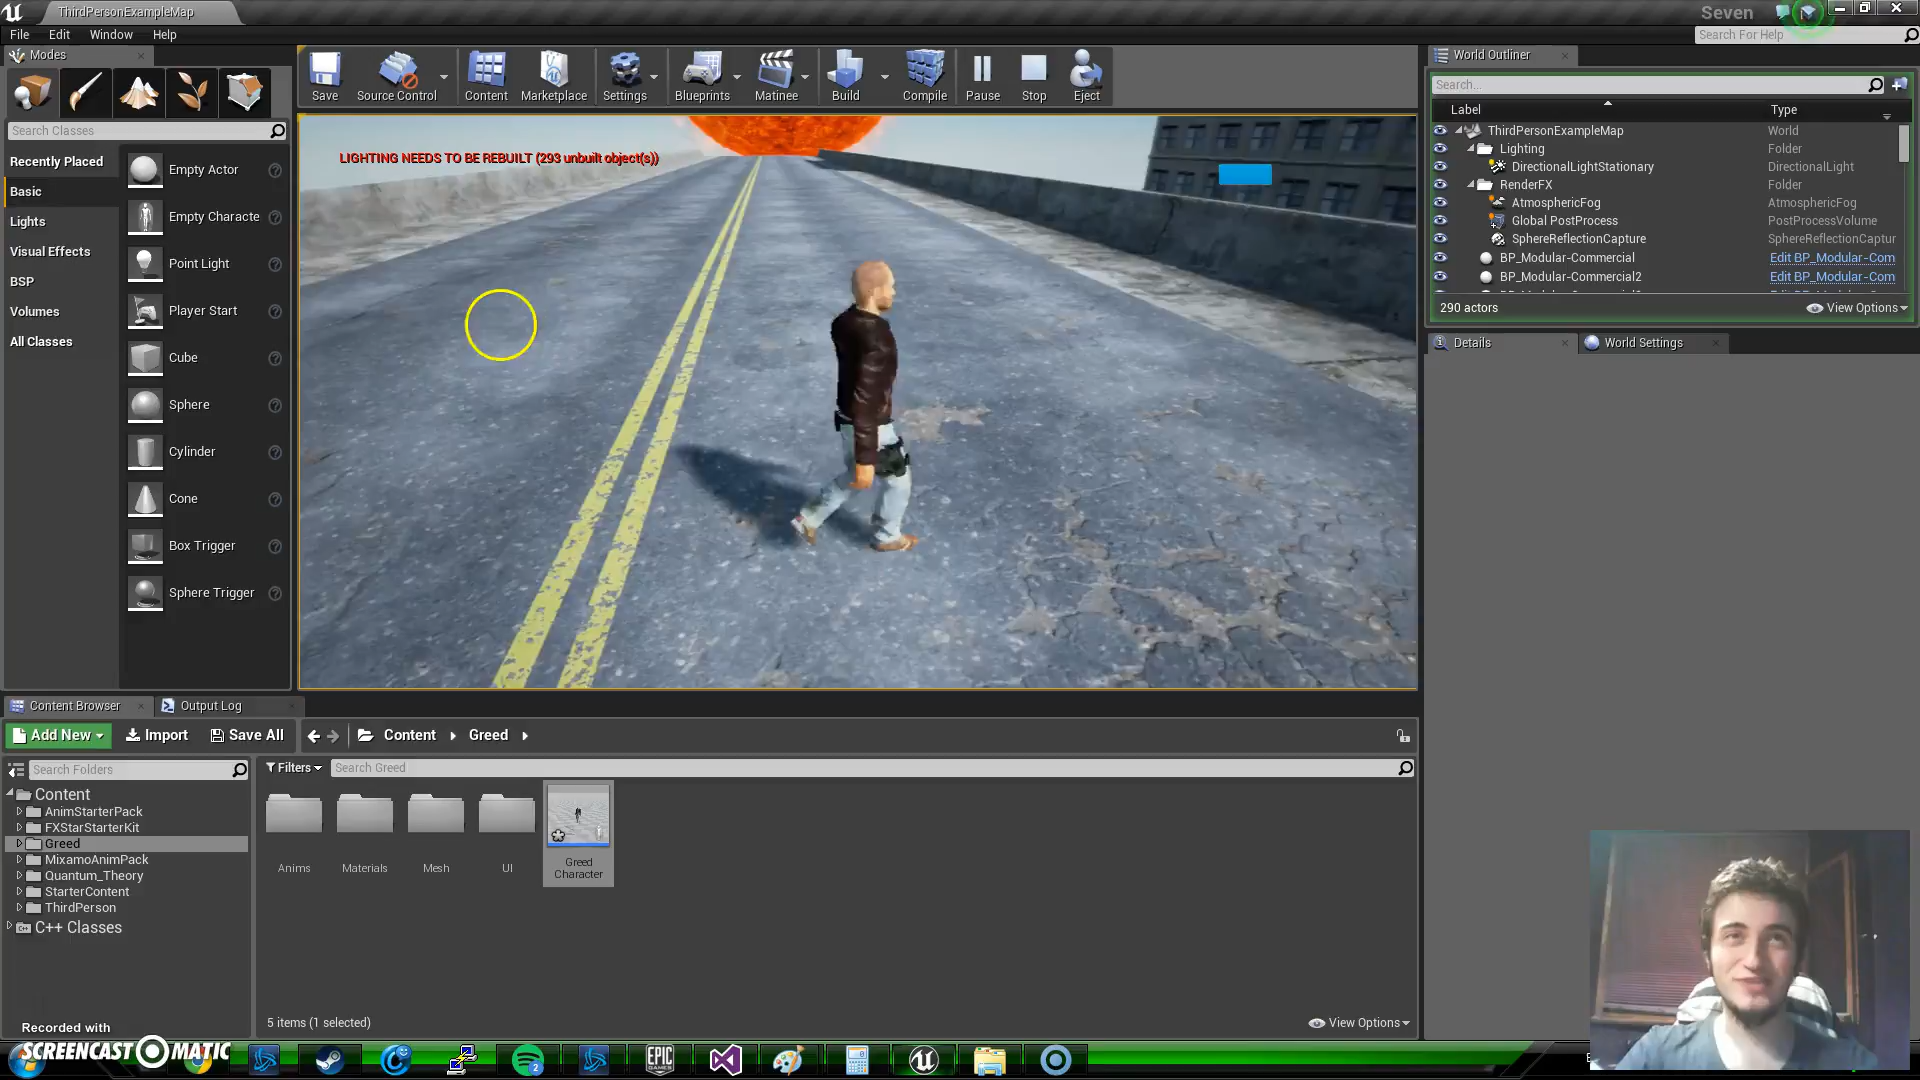 ThirdPersonExampleMap
Seven
File Edit Window Help
Search For Help
Modes
Save
Source Control
Content
Marketplace
Settings
Blueprints
Matinee
Build
Compile
Pause
Stop
Eject
World Outliner
Search...
Label Type
ThirdPersonExampleMap World
Lighting Folder
DirectionalLightStationary DirectionalLight
RenderFX Folder
AtmosphericFog AtmosphericFog
Global PostProcess PostProcessVolume
SphereReflectionCapture SphereReflectionCaptur
BP_Modular-Commercial Edit BP_Modular-Com
BP_Modular-Commercial2 Edit BP_Modular-Com
290 actors View Options
Details World Settings
Search Classes
Recently Placed
Basic
Lights
Visual Effects
BSP
Volumes
All Classes
Empty Actor
Empty Characte
Point Light
Player Start
Cube
Sphere
Cylinder
Cone
Box Trigger
Sphere Trigger
LIGHTING NEEDS TO BE REBUILT (293 unbuilt object(s))
Content Browser Output Log
Add New Import Save All Content Greed
Search Folders
Filters Search Greed
Content
AnimStarterPack
FXStarStarterKit
Greed
MixamoAnimPack
Quantum_Theory
StarterContent
ThirdPerson
C++ Classes
Anims
Materials
Mesh
UI
Greed
Character
5 items (1 selected)
View Options
Recorded with
SCREENCAST MATIC
2
EPIC
GAMES